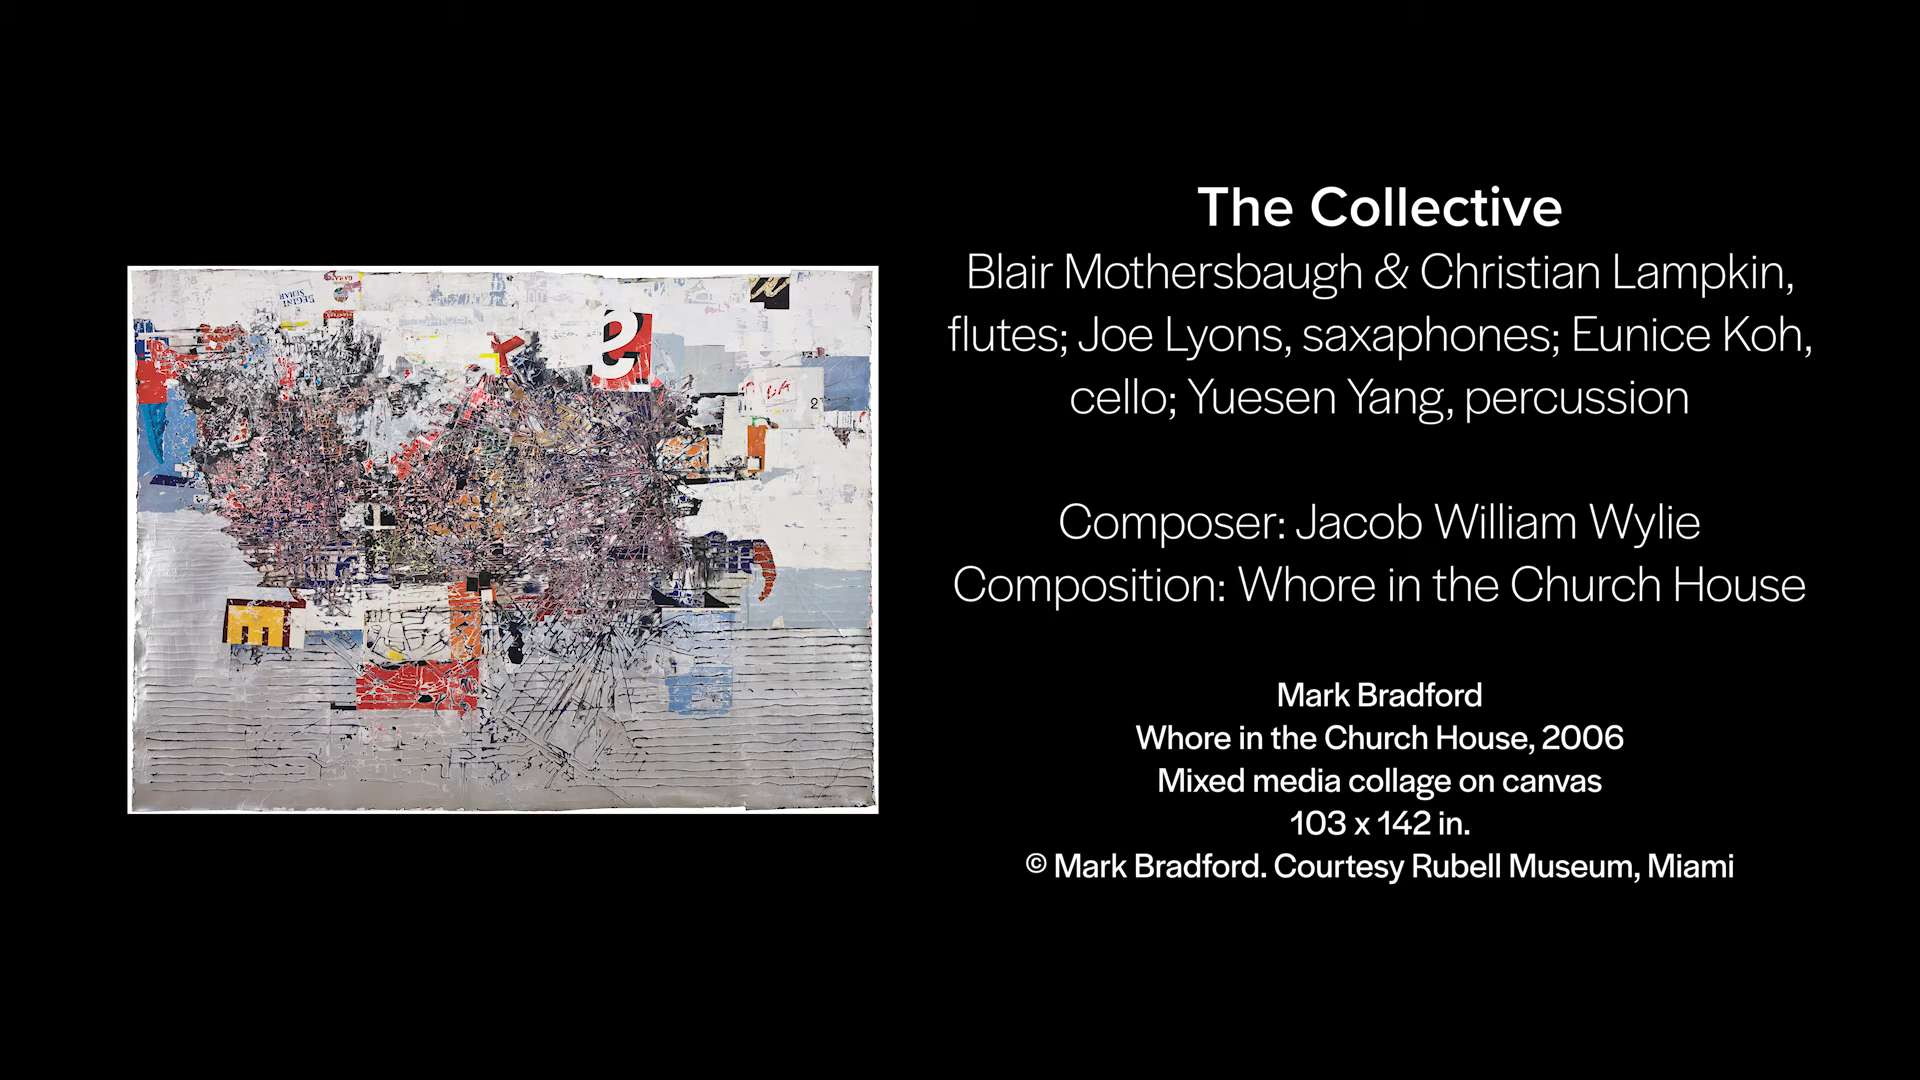 The Collective
Blair Mothersbaugh & Christian Lampkin,
flutes; Joe Lyons, saxaphones; Eunice Koh,
cello; Yuesen Yang, percussion
Composer: Jacob William Wylie
Composition: Whore in the Church House
Mark Bradford
Whore in the Church House, 2006
Mixed media collage on canvas
103 x 142 in.
© Mark Bradford. Courtesy Rubell Museum, Miami